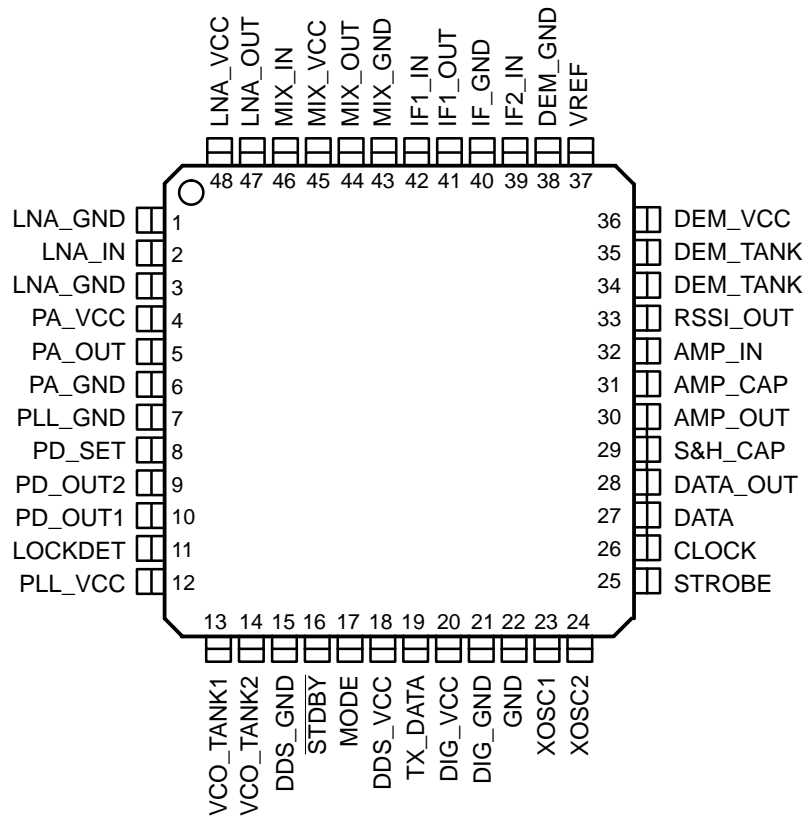 LNA_VCC
LNA_OUT
MIX_IN
MIX_VCC
MIX_OUT
MIX_GND
IF1_IN
IF1_OUT
IF_GND
IF2_IN
DEM_GND
VREF
48 47 46 45 44 43 42 41 40 39 38 37
LNA_GND 1
LNA_IN 2
LNA_GND 3
PA_VCC 4
PA_OUT 5
PA_GND 6
PLL_GND 7
PD_SET 8
PD_OUT2 9
PD_OUT1 10
LOCKDET 11
PLL_VCC 12
36 DEM_VCC
35 DEM_TANK
34 DEM_TANK
33 RSSI_OUT
32 AMP_IN
31 AMP_CAP
30 AMP_OUT
29 S&H_CAP
28 DATA_OUT
27 DATA
26 CLOCK
25 STROBE
13 14 15 16 17 18 19 20 21 22 23 24
VCO_TANK1
VCO_TANK2
DDS_GND
STDBY
MODE
DDS_VCC
TX_DATA
DIG_VCC
DIG_GND
GND
XOSC1
XOSC2